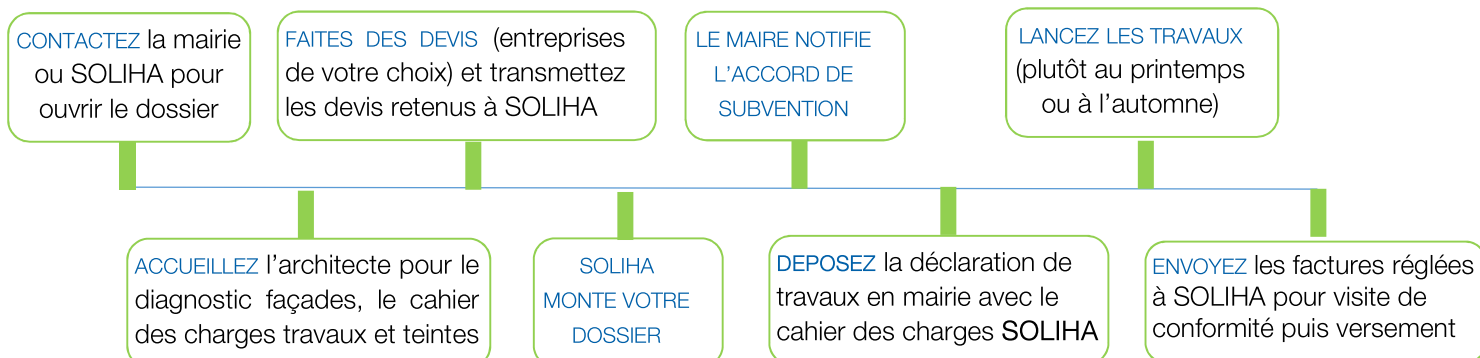 CONTACTEZ la mairie
ou SOLIHA pour
ouvrir le dossier
ACCUEILLEZ l'architecte pour le
diagnostic façades, le cahier
des charges travaux et teintes
FAITES DES DEVIS (entreprises
de votre choix) et transmettez
les devis retenus à SOLIHA
SOLIHA
MONTE VOTRE
DOSSIER
LE MAIRE NOTIFIE
L'ACCORD DE
SUBVENTION
DEPOSEZ la déclaration de
travaux en mairie avec le
cahier des charges SOLIHA
LANCEZ LES TRAVAUX
(plutôt au printemps
ou à l'automne)
ENVOYEZ les factures réglées
à SOLIHA pour visite de
conformité puis versement